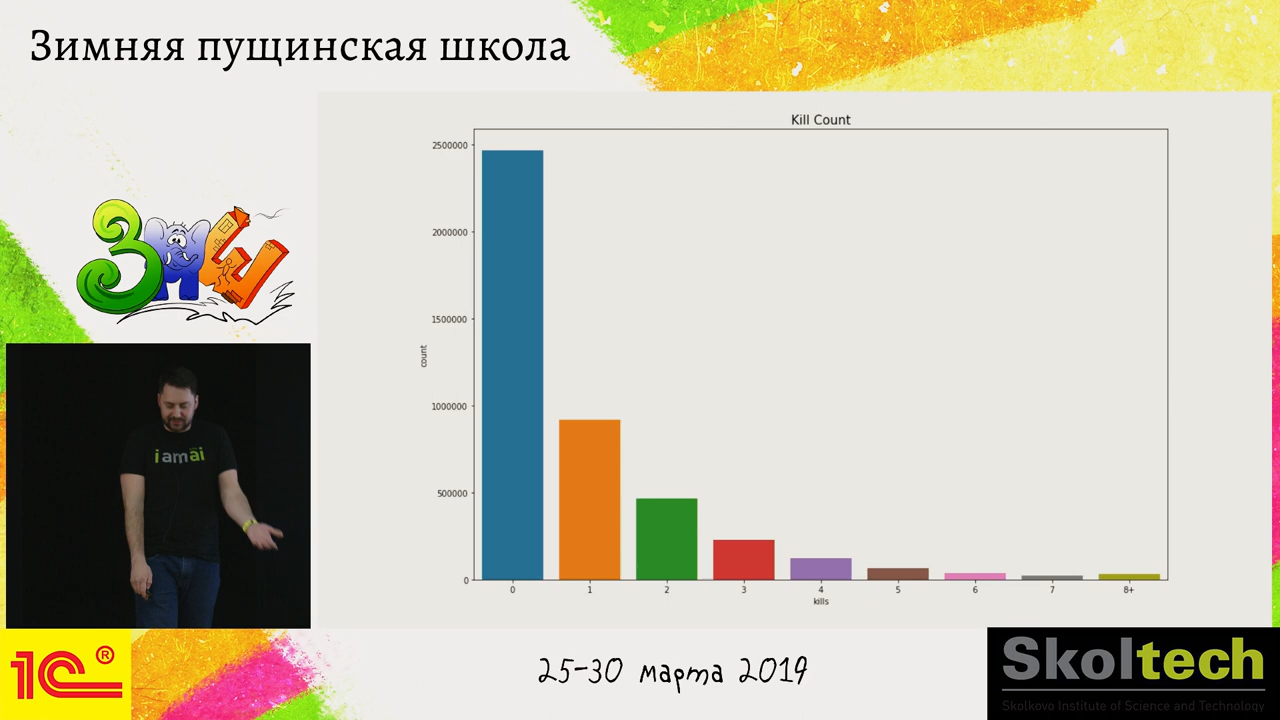 Зимняя пущинская школа
ЗПШ
Kill Count
2500000
2000000
1500000
1000000
500000
0
count
0 1 2 3 4 5 6 7 8+
kills
i am ai
1C®
25-30 марта 2019
Skoltech
Skolkovo Institute of Science and Technology